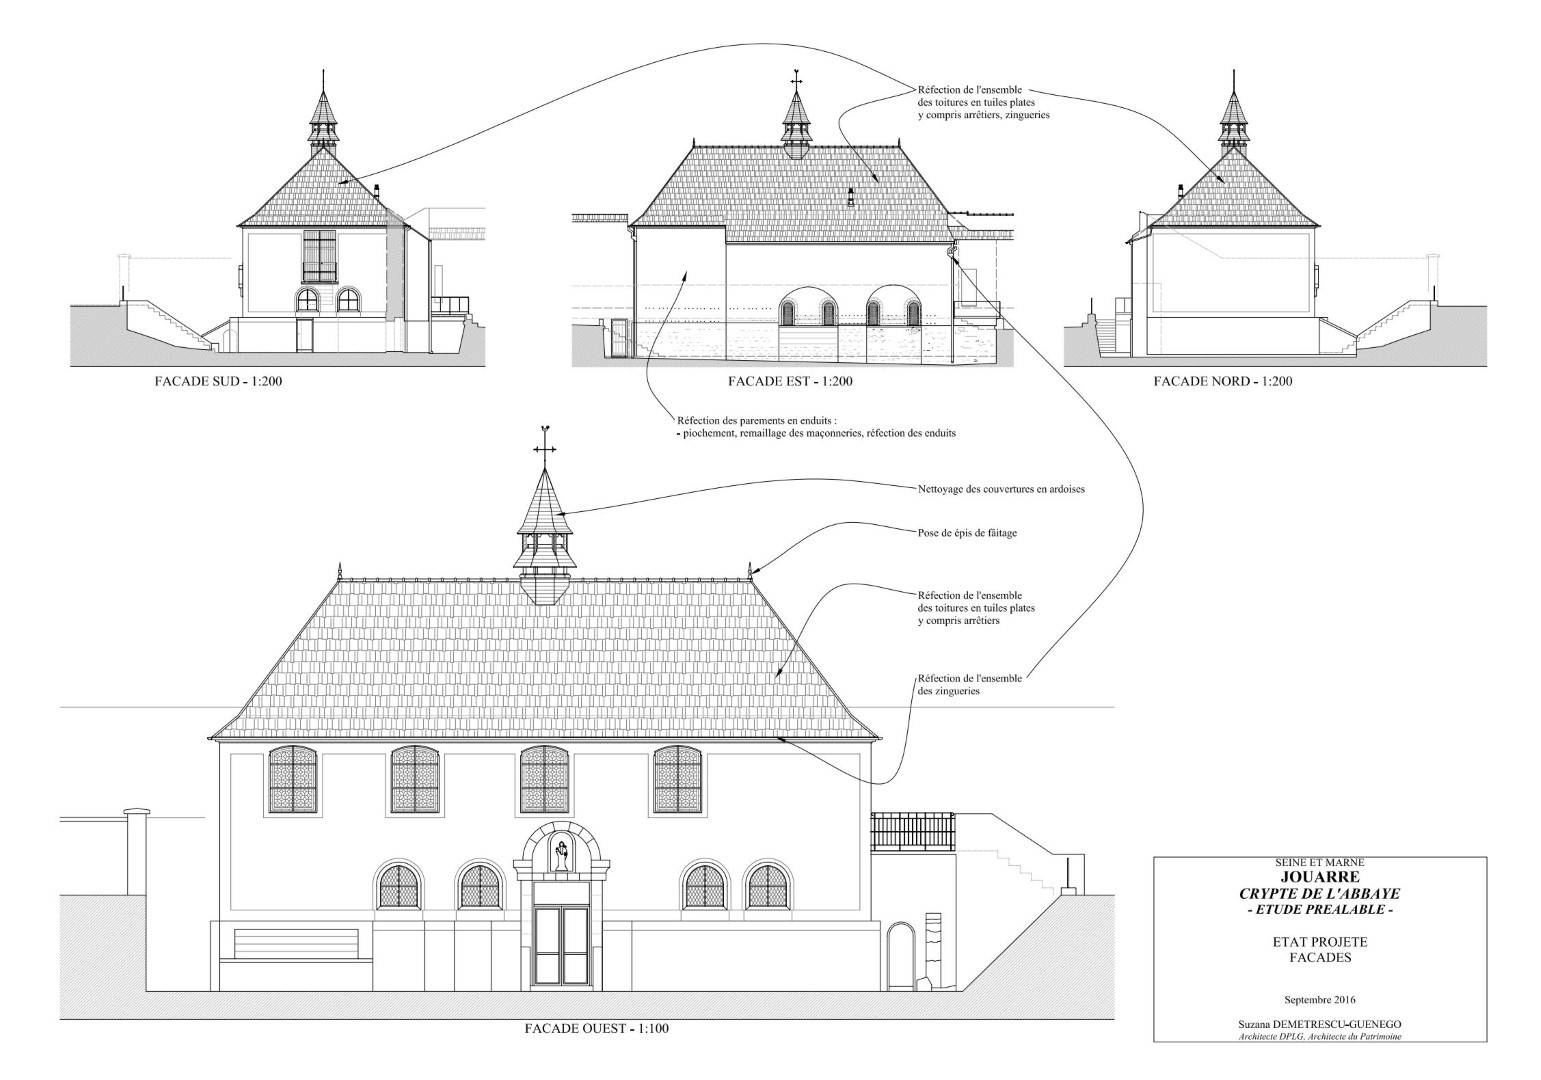 Réfection de l'ensemble
des toitures en tuiles plates
y compris arrêtiers, zingueries
FACADE SUD - 1:200
FACADE EST - 1:200
FACADE NORD - 1:200
Réfection des parements en enduits :
- piochement, remaillage des maçonneries, réfection des enduits
Nettoyage des couvertures en ardoises
Pose de épis de fâitage
Réfection de l'ensemble
des toitures en tuiles plates
y compris arrêtiers
Réfection de l'ensemble
des zingueries
FACADE OUEST - 1:100
SEINE ET MARNE
JOUARRE
CRYPTE DE L'ABBAYE
- ETUDE PREALABLE -
ETAT PROJETE
FACADES
Septembre 2016
Suzana DEMETRESCU-GUENEGO
Architecte DPLG, Architecte du Patrimoine